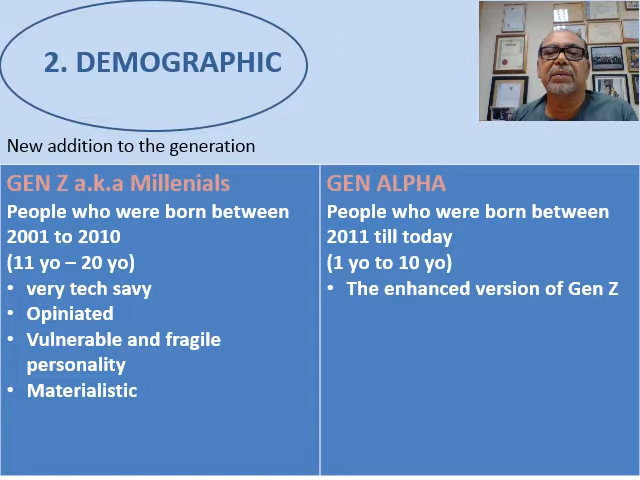 2. DEMOGRAPHIC
New addition to the generation
GEN Z a.k.a Millenials
People who were born between
2001 to 2010
(11 yo – 20 yo)
• very tech savy
• Opiniated
• Vulnerable and fragile
personality
• Materialistic
GEN ALPHA
People who were born between
2011 till today
(1 yo to 10 yo)
• The enhanced version of Gen Z